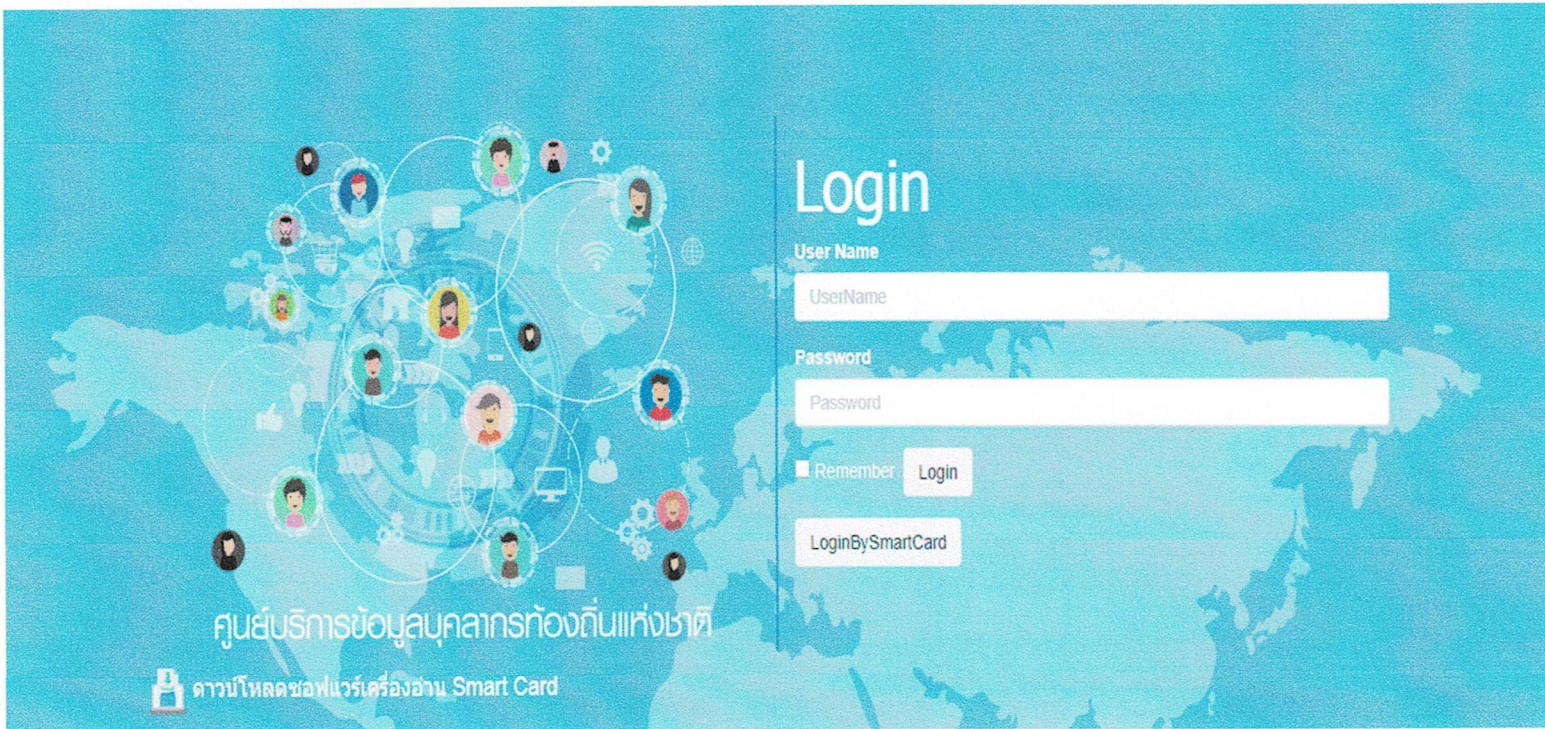 Login
User Name
UserName
Password
Password
Remember Login
LoginBySmartCard
ศูนย์บริการข้อมูลบุคลากรท้องถิ่นแห่งชาติ
ดาวน์โหลดซอฟแวร์เครื่องอ่าน Smart Card